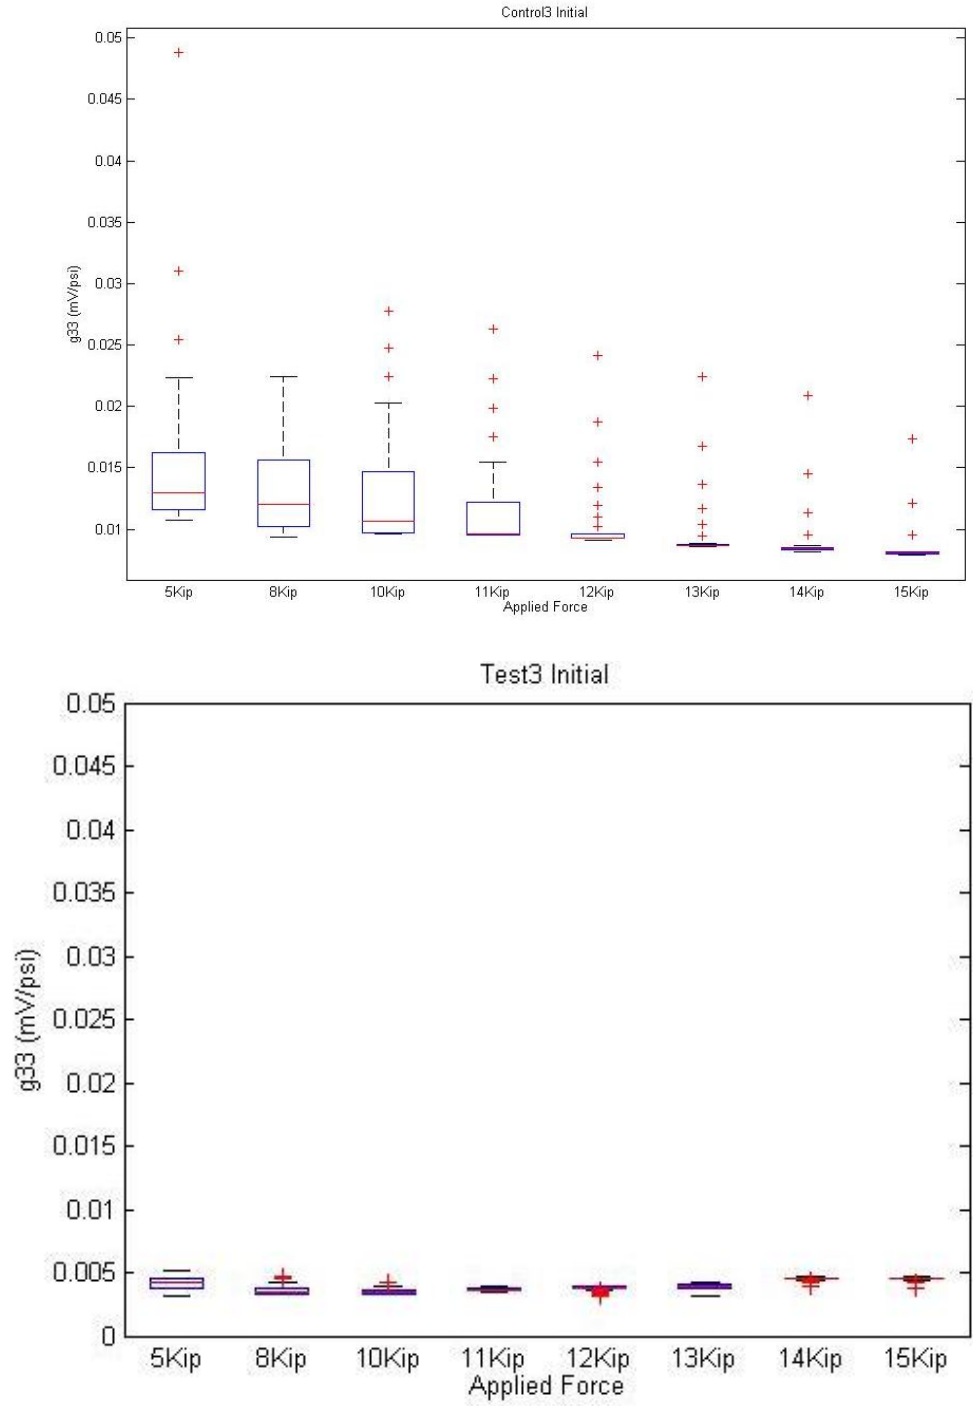 Control3 Initial
0.05
0.045
0.04
0.035
0.03
0.025
0.02
0.015
0.01
g33 (mV/psi)
5Kip 8Kip 10Kip 11Kip 12Kip 13Kip 14Kip 15Kip
Applied Force
Test3 Initial
0.05
0.045
0.04
0.035
0.03
0.025
0.02
0.015
0.01
0.005
0
g33 (mV/psi)
5Kip 8Kip 10Kip 11Kip 12Kip 13Kip 14Kip 15Kip
Applied Force